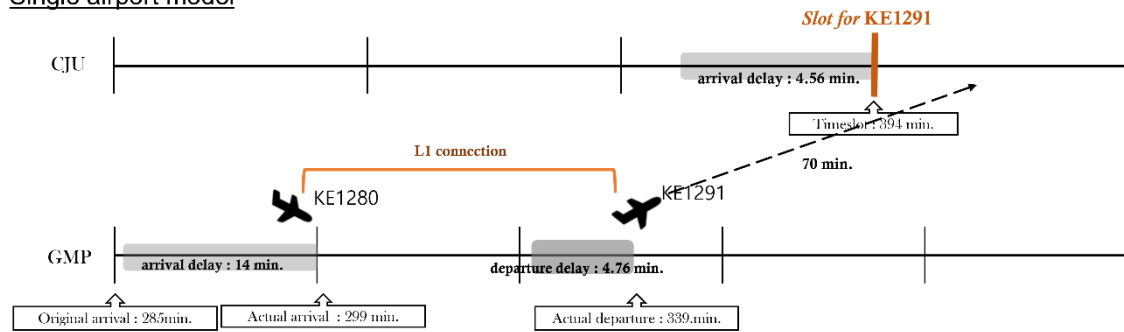 Single airport model
Slot for KE1291
CJU
arrival delay : 4.56 min.
Timeslot : 394 min.
L1 connection
70 min.
KE1280
KE1291
GMP
arrival delay : 14 min.
departure delay : 4.76 min.
Original arrival : 285min.
Actual arrival : 299 min.
Actual departure : 339.min.